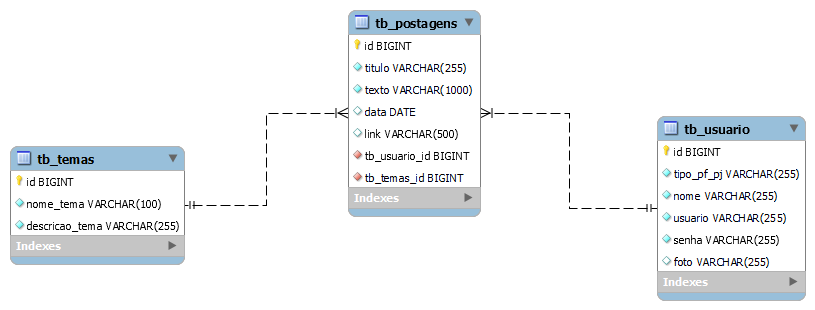 tb_postagens
id BIGINT
titulo VARCHAR(255)
texto VARCHAR(1000)
data DATE
link VARCHAR(500)
tb_usuario_id BIGINT
tb_temas_id BIGINT
Indexes
tb_temas
id BIGINT
nome_tema VARCHAR(100)
descricao_tema VARCHAR(255)
Indexes
tb_usuario
id BIGINT
tipo_pf_pj VARCHAR(255)
nome VARCHAR(255)
usuario VARCHAR(255)
senha VARCHAR(255)
foto VARCHAR(255)
Indexes